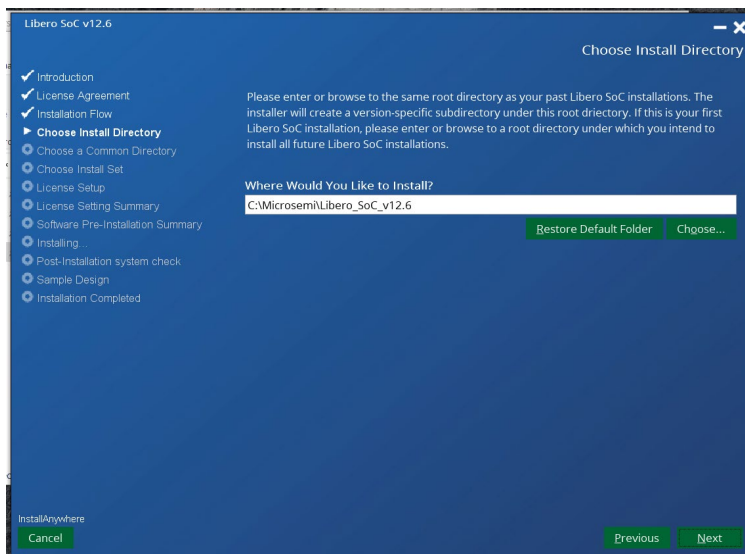 Libero SoC v12.6
Choose Install Directory
Introduction
License Agreement
Installation Flow
Choose Install Directory
Choose a Common Directory
Choose Install Set
License Setup
License Setting Summary
Software Pre-Installation Summary
Installing...
Post-Installation system check
Sample Design
Installation Completed
Please enter or browse to the same root directory as your past Libero SoC installations. The
installer will create a version-specific subdirectory under this root driectory. If this is your first
Libero SoC installation, please enter or browse to a root directory under which you intend to
install all future Libero SoC installations.
Where Would You Like to Install?
C:\Microsemi\Libero_SoC_v12.6
Restore Default Folder
Choose...
InstallAnywhere
Cancel
Previous
Next